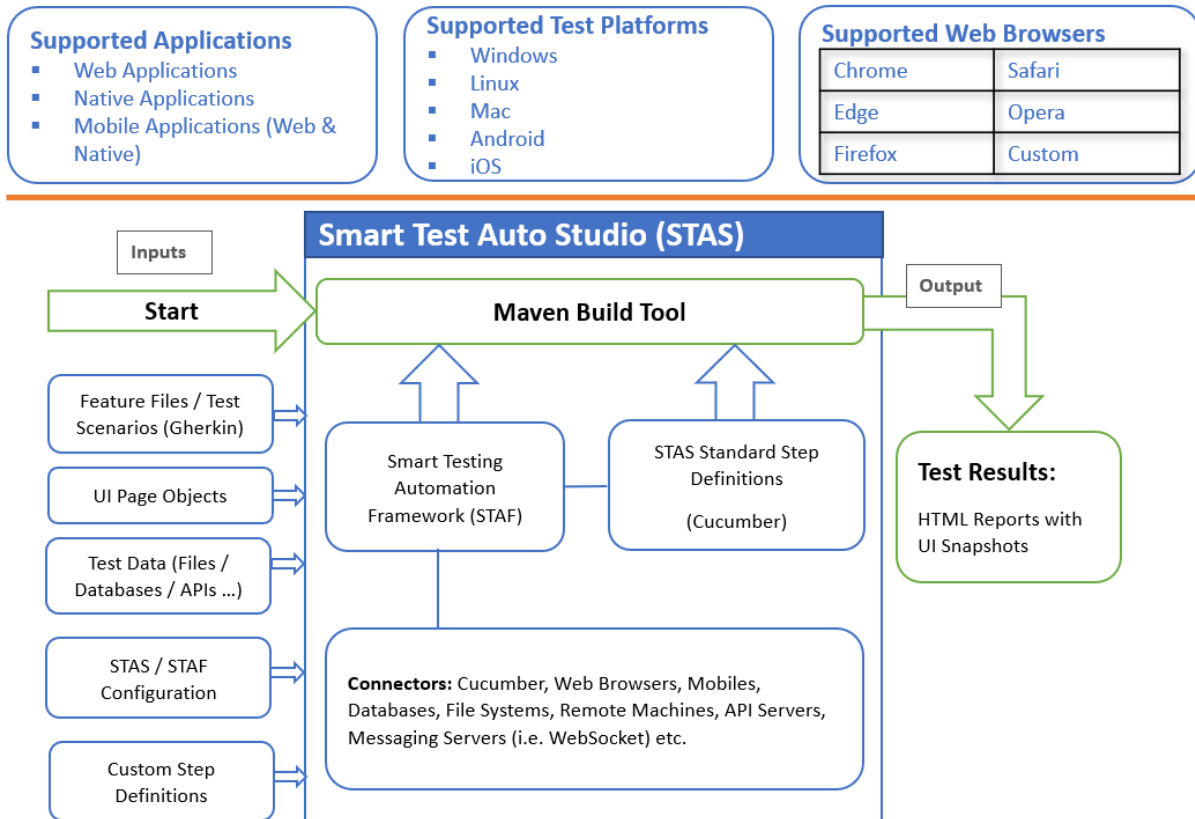 Supported Applications
▪ Web Applications
▪ Native Applications
▪ Mobile Applications (Web &
Native)
Supported Test Platforms
▪ Windows
▪ Linux
▪ Mac
▪ Android
▪ iOS
Supported Web Browsers
Chrome Safari
Edge Opera
Firefox Custom
Smart Test Auto Studio (STAS)
Inputs
Start
Maven Build Tool
Output
Feature Files / Test
Scenarios (Gherkin)
UI Page Objects
Test Data (Files /
Databases / APIs ...)
STAS / STAF
Configuration
Custom Step
Definitions
Smart Testing
Automation
Framework (STAF)
STAS Standard Step
Definitions
(Cucumber)
Connectors: Cucumber, Web Browsers, Mobiles,
Databases, File Systems, Remote Machines, API Servers,
Messaging Servers (i.e. WebSocket) etc.
Test Results:
HTML Reports with
UI Snapshots